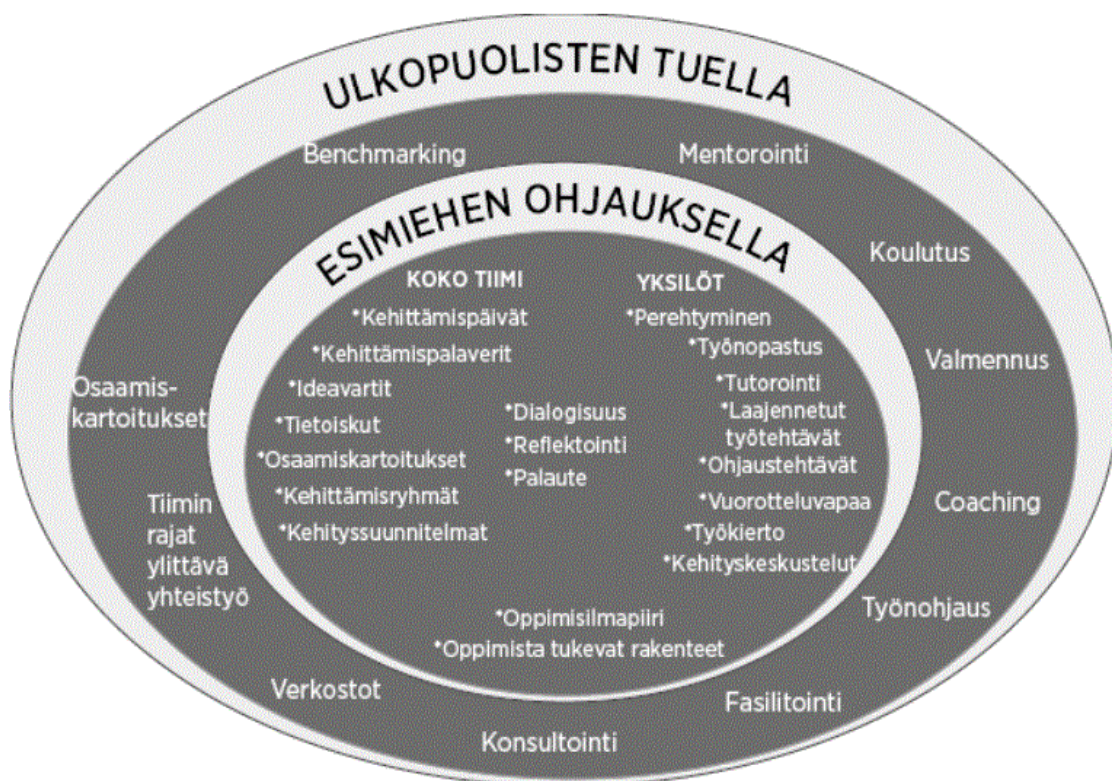 ULKOPUOLISTEN TUELLA
Benchmarking
Mentorointi
Koulutus
Valmennus
Coaching
Työnohjaus
Fasilitointi
Konsultointi
Verkostot
Tiimin
rajat
ylittävä
yhteistyö
Osaamis-
kartoitukset
ESIMIEHEN OHJAUKSELLA
KOKO TIIMI
*Kehittämispäivät
*Kehittämispalaverit
*Ideavartit
*Tietoiskut
*Osaamiskartoitukset
*Kehittämisryhmät
*Kehityssuunnitelmat
*Dialogisuus
*Reflektointi
*Palaute
YKSILÖT
*Perehtyminen
*Työnopastus
*Tutorointi
*Laajennetut
työtehtävät
*Ohjaustehtävät
*Vuorotteluvapaa
*Työkierto
*Kehityskeskustelut
*Oppimisilmapiiri
*Oppimista tukevat rakenteet